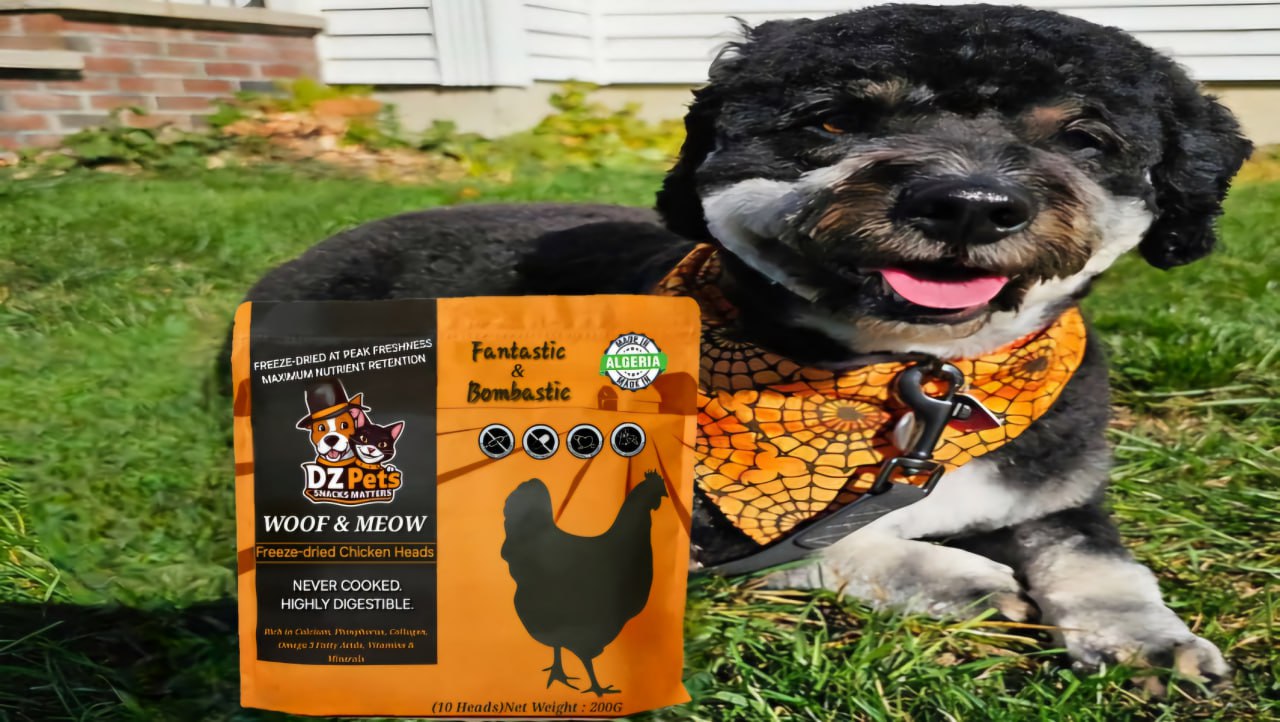 FREEZE-DRIED AT PEAK FRESHNESS
MAXIMUM NUTRIENT RETENTION
DZ Pets
SNACKS MATTERS
WOOF & MEOW
Freeze-dried Chicken Heads
NEVER COOKED.
HIGHLY DIGESTIBLE.
Rich in Calcium, Phosphorus, Collagen,
Omega 3 Fatty Acids, Vitamins &
Minerals
Fantastic
&
Bombastic
MADE IN
ALGERIA
MADE IN
(10 Heads)Net Weight : 200G